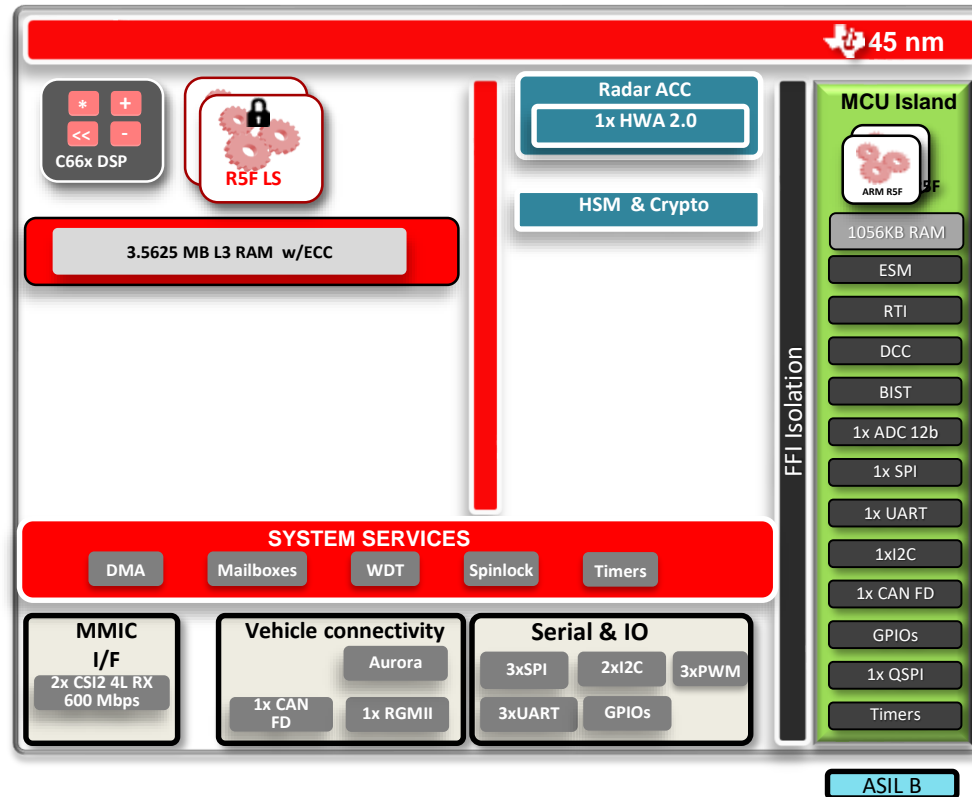 45 nm
* +
<< -
C66x DSP
R5F LS
3.5625 MB L3 RAM w/ECC
Radar ACC
1x HWA 2.0
HSM & Crypto
FFI Isolation
MCU Island
ARM R5F
5F
1056KB RAM
ESM
RTI
DCC
BIST
1x ADC 12b
1x SPI
1x UART
1xI2C
1x CAN FD
GPIOs
1x QSPI
Timers
SYSTEM SERVICES
DMA
Mailboxes
WDT
Spinlock
Timers
MMIC
I/F
2x CSI2 4L RX
600 Mbps
Vehicle connectivity
Aurora
1x CAN
FD
1x RGMII
Serial & IO
3xSPI
2xI2C
3xPWM
3xUART
GPIOs
ASIL B